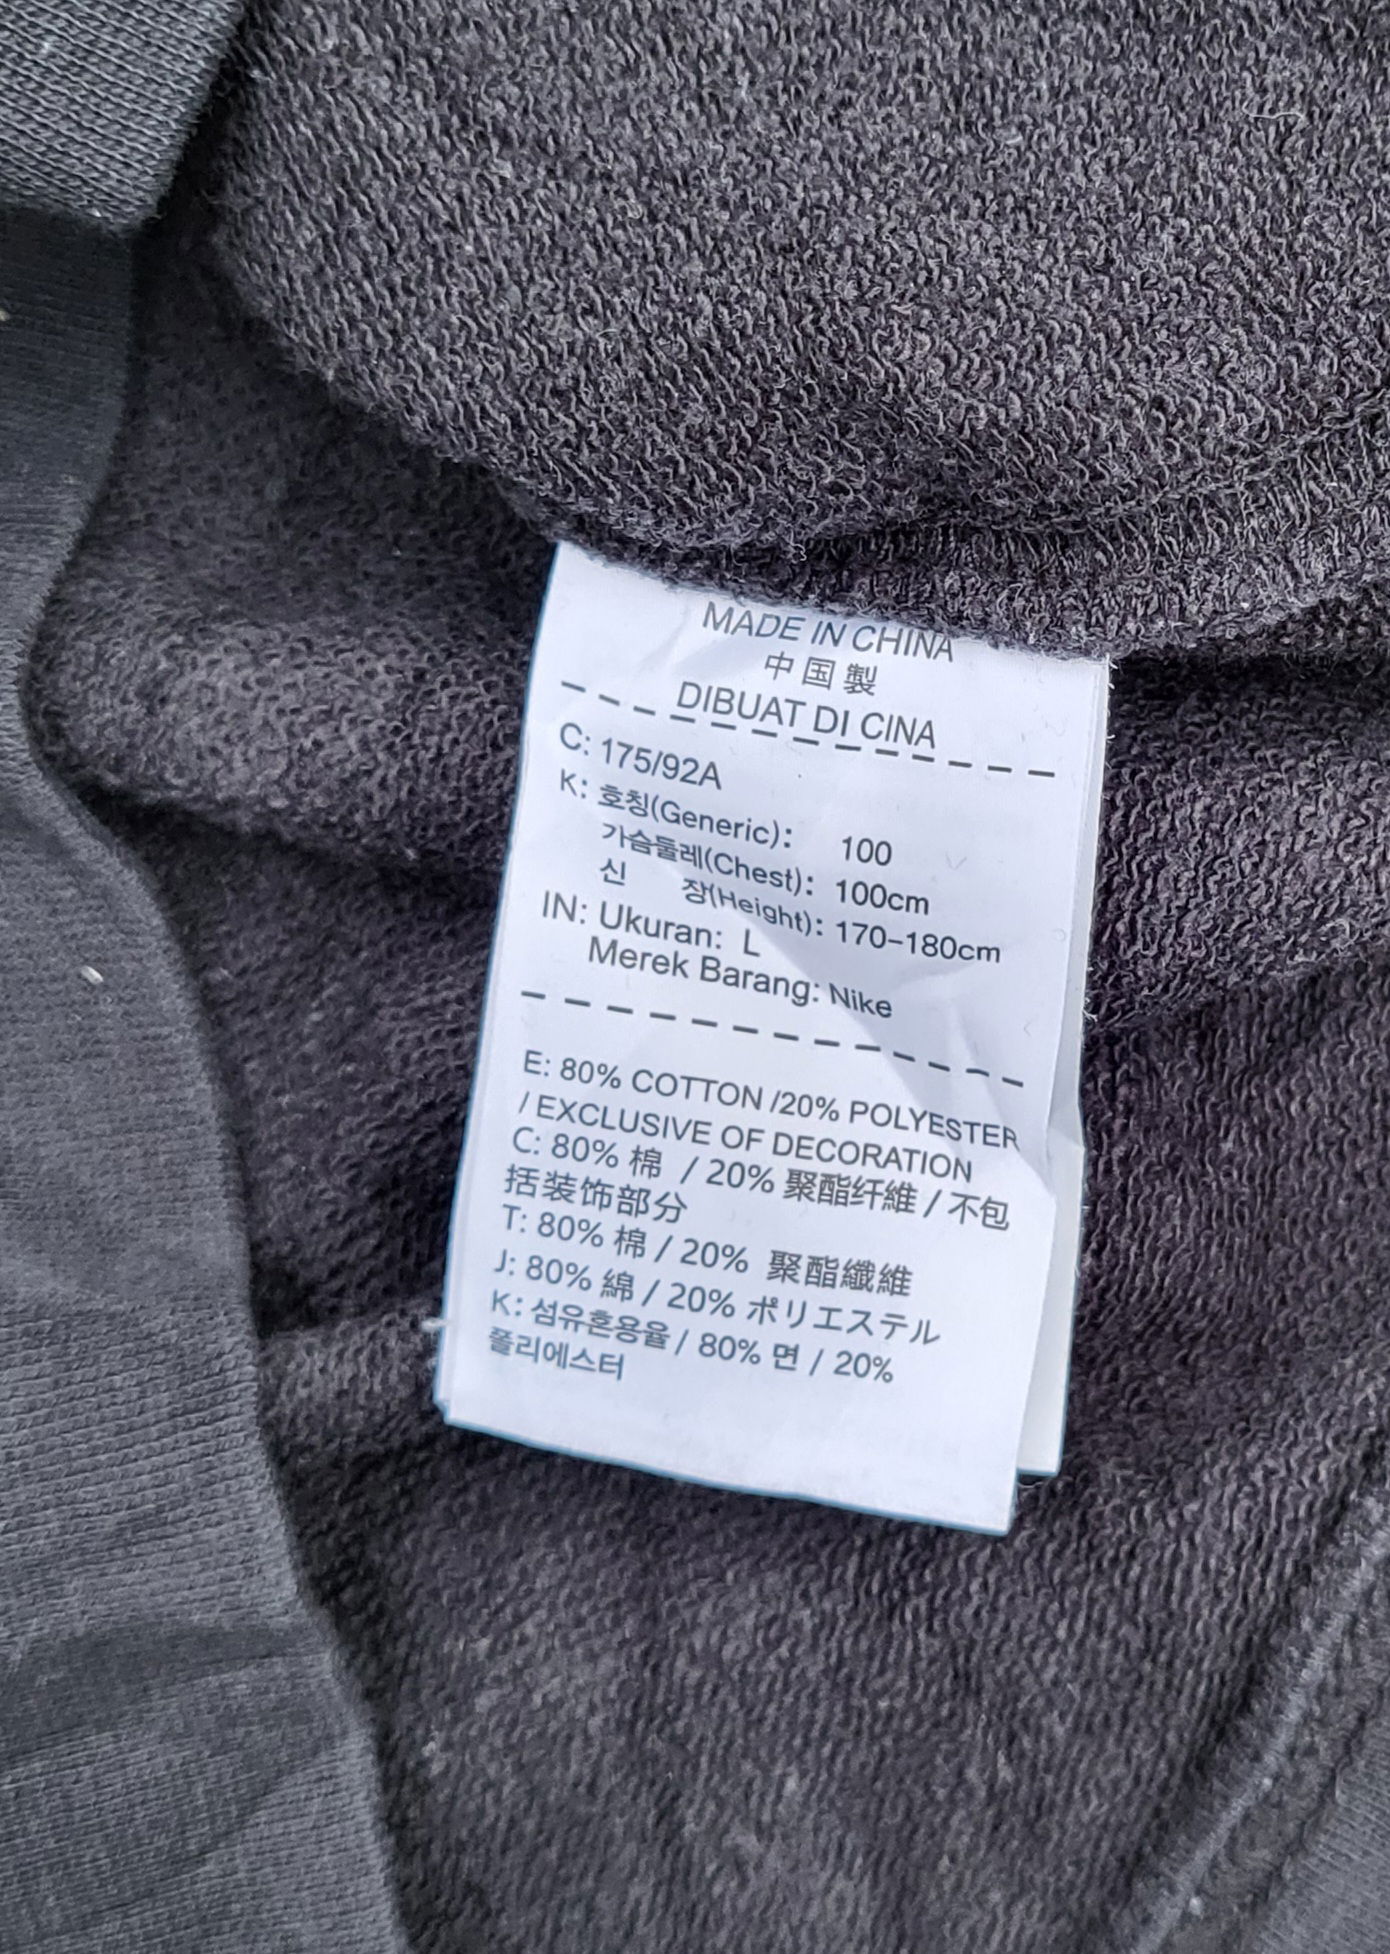 MADE IN CHINA
中国製
DIBUAT DI CINA
C: 175/92A
K: 호칭(Generic): 100
가슴둘레(Chest): 100cm
신 장(Height): 170-180cm
IN: Ukuran: L
Merek Barang: Nike
E: 80% COTTON /20% POLYESTER
/ EXCLUSIVE OF DECORATION
C: 80% 棉 / 20% 聚酯纤維 / 不包
括装饰部分
T: 80% 棉 / 20% 聚酯纖維
J: 80% 綿 / 20% ポリエステル
K: 섬유혼용율 / 80% 면 / 20%
폴리에스터